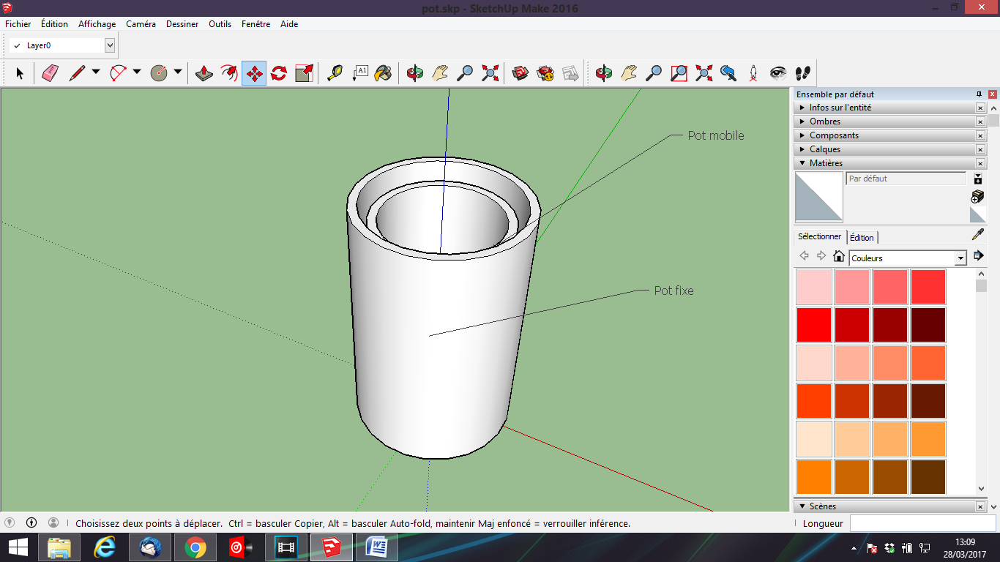 pot.skp - SketchUp Make 2016
Fichier Édition Affichage Caméra Dessiner Outils Fenêtre Aide
Layer0
A1
Ensemble par défaut
Infos sur l'entité
Ombres
Composants
Calques
Matières
Par défaut
Sélectionner Édition
Couleurs
Pot mobile
Pot fixe
Scènes
Choisissez deux points à déplacer. Ctrl = basculer Copier, Alt = basculer Auto-fold, maintenir Maj enfoncé = verrouiller inférence.
Longueur
13:09
28/03/2017